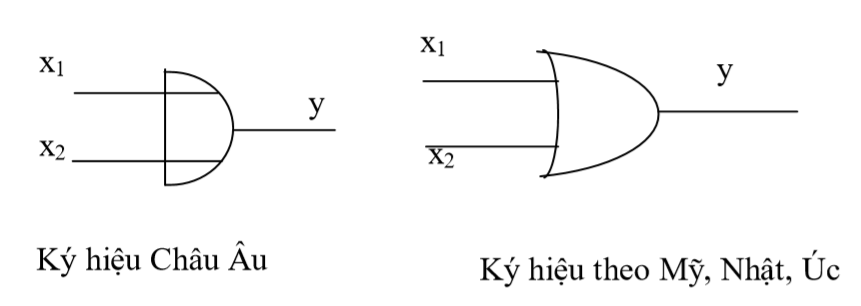 x₁
y
x₂
Ký hiệu Châu Âu
x₁
y
x₂
Ký hiệu theo Mỹ, Nhật, Úc